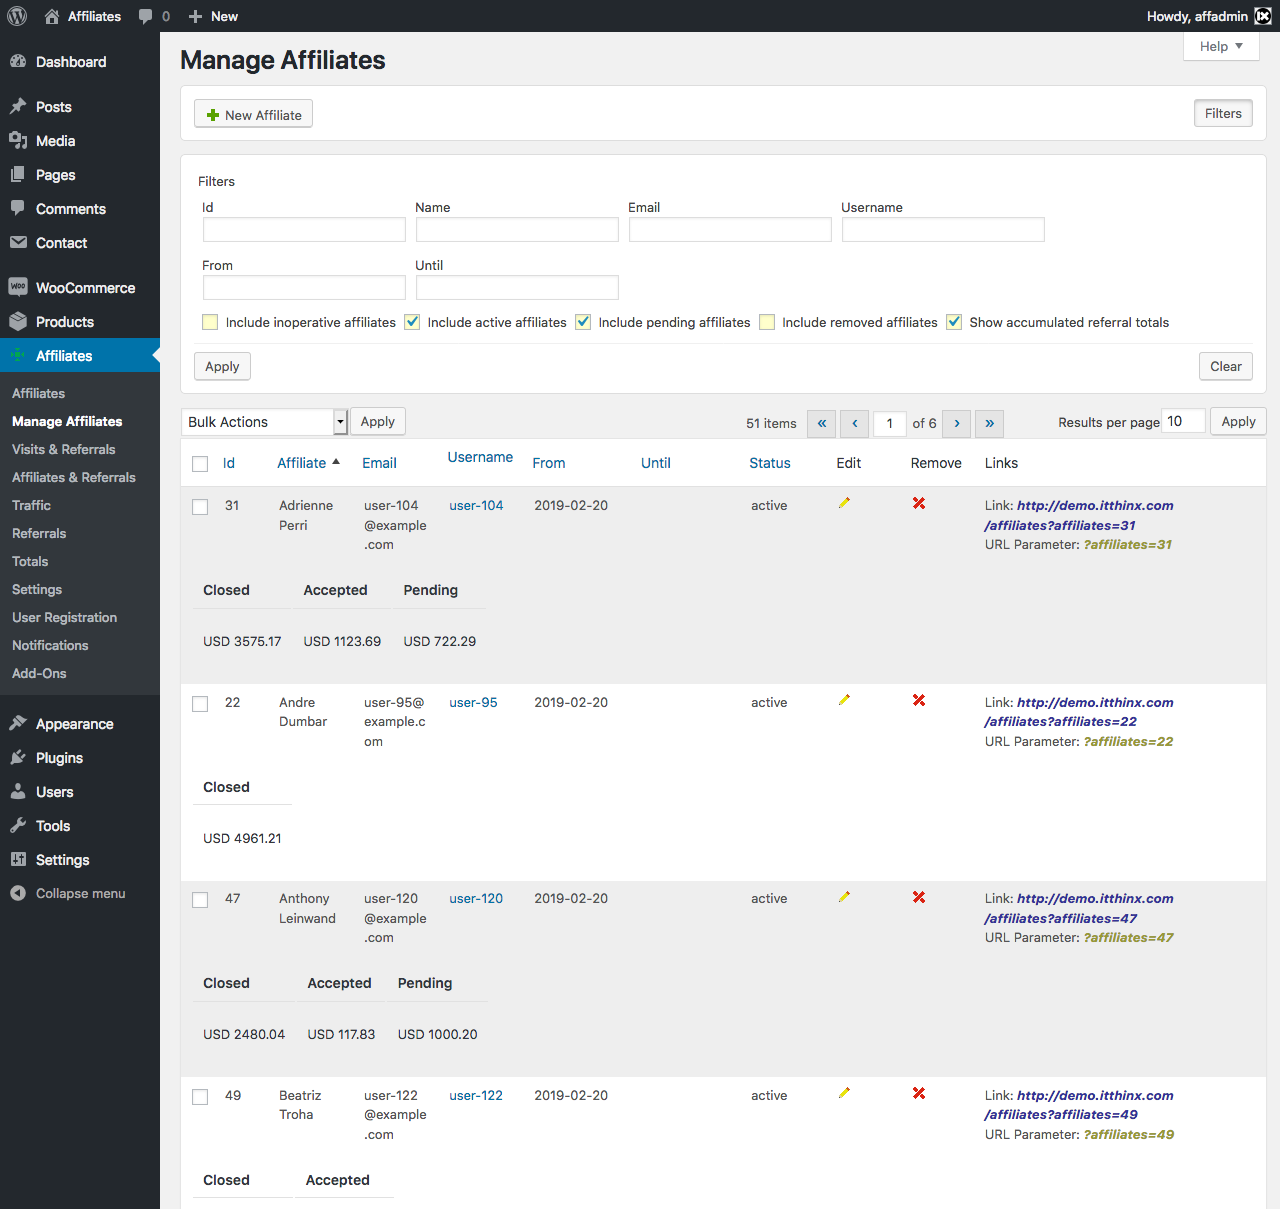 Affiliates 0 New Howdy, affadmin
Dashboard
Posts
Media
Pages
Comments
Contact
WooCommerce
Products
Affiliates
Affiliates
Manage Affiliates
Visits & Referrals
Affiliates & Referrals
Traffic
Referrals
Totals
Settings
User Registration
Notifications
Add-Ons
Appearance
Plugins
Users
Tools
Settings
Collapse menu
Help
Manage Affiliates
New Affiliate Filters
Filters
Id Name Email Username
From Until
Include inoperative affiliates Include active affiliates Include pending affiliates Include removed affiliates Show accumulated referral totals
Apply Clear
Bulk Actions Apply 51 items « ‹ 1 of 6 › » Results per page 10 Apply
Id Affiliate Email Username From Until Status Edit Remove Links
31 Adrienne user-104 user-104 2019-02-20 active Link: http://demo.itthinx.com
Perri @example /affiliates?affiliates=31
.com URL Parameter: ?affiliates=31
Closed Accepted Pending
USD 3575.17 USD 1123.69 USD 722.29
22 Andre user-95@ user-95 2019-02-20 active Link: http://demo.itthinx.com
Dumbar example.c /affiliates?affiliates=22
om URL Parameter: ?affiliates=22
Closed
USD 4961.21
47 Anthony user-120 user-120 2019-02-20 active Link: http://demo.itthinx.com
Leinwand @example /affiliates?affiliates=47
.com URL Parameter: ?affiliates=47
Closed Accepted Pending
USD 2480.04 USD 117.83 USD 1000.20
49 Beatriz user-122 user-122 2019-02-20 active Link: http://demo.itthinx.com
Troha @example /affiliates?affiliates=49
.com URL Parameter: ?affiliates=49
Closed Accepted